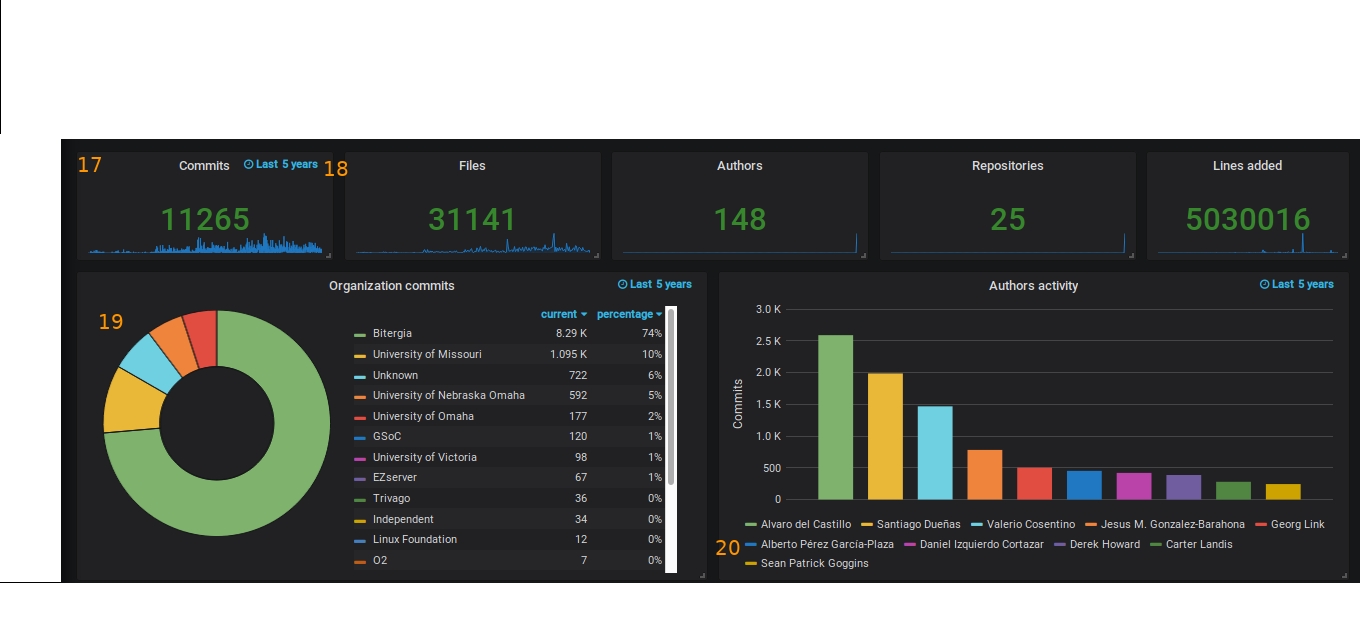 17 Commits Last 5 years 18 Files Authors Repositories Lines added
11265 31141 148 25 5030016
Organization commits Last 5 years
19
current percentage
Bitergia 8.29 K 74%
University of Missouri 1.095 K 10%
Unknown 722 6%
University of Nebraska Omaha 592 5%
University of Omaha 177 2%
GSoC 120 1%
University of Victoria 98 1%
EZserver 67 1%
Trivago 36 0%
Independent 34 0%
Linux Foundation 12 0%
O2 7 0%
Authors activity Last 5 years
3.0 K
2.5 K
2.0 K
1.5 K
1.0 K
500
0
Commits
Alvaro del Castillo Santiago Dueñas Valerio Cosentino Jesus M. Gonzalez-Barahona Georg Link
20 Alberto Pérez García-Plaza Daniel Izquierdo Cortazar Derek Howard Carter Landis
Sean Patrick Goggins